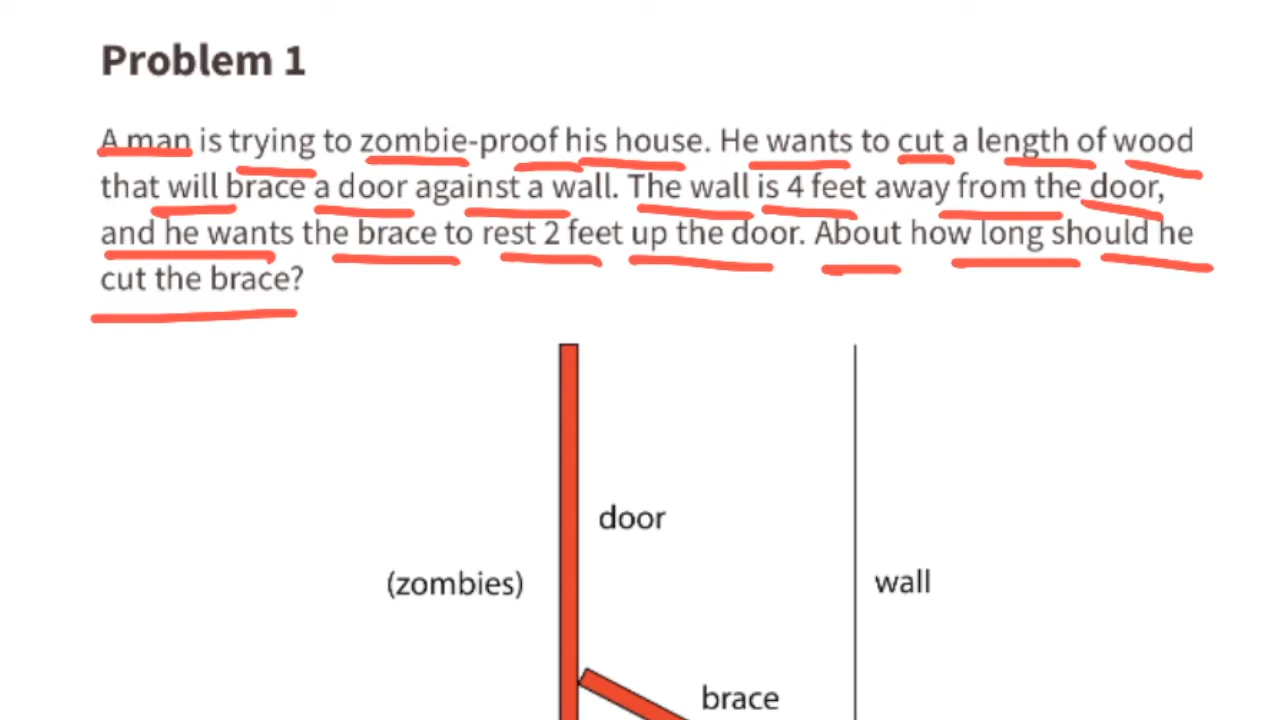 Problem 1
A man is trying to zombie-proof his house. He wants to cut a length of wood
that will brace a door against a wall. The wall is 4 feet away from the door,
and he wants the brace to rest 2 feet up the door. About how long should he
cut the brace?
door
(zombies)
wall
brace